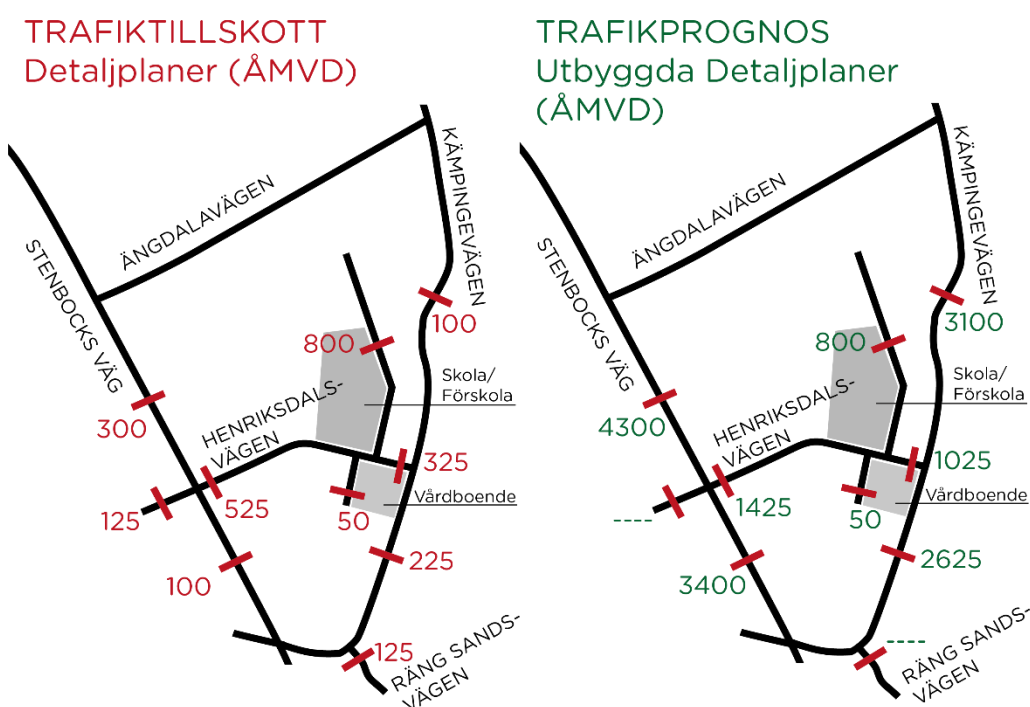 TRAFIKTILLSKOTT
Detaljplaner (ÅMVD)
KÄMPINGEVÄGEN
ÄNGDALAVÄGEN
STENBOCKS VÄG
100
800
Skola/
Förskola
300
HENRIKSDALS-
VÄGEN
325
125
525
50
Vårdboende
225
100
125
RÄNG SANDS-
VÄGEN
TRAFIKPROGNOS
Utbyggda Detaljplaner
(ÅMVD)
KÄMPINGEVÄGEN
ÄNGDALAVÄGEN
STENBOCKS VÄG
3100
800
Skola/
Förskola
4300
HENRIKSDALS-
VÄGEN
1025
----
1425
50
Vårdboende
2625
3400
----
RÄNG SANDS-
VÄGEN